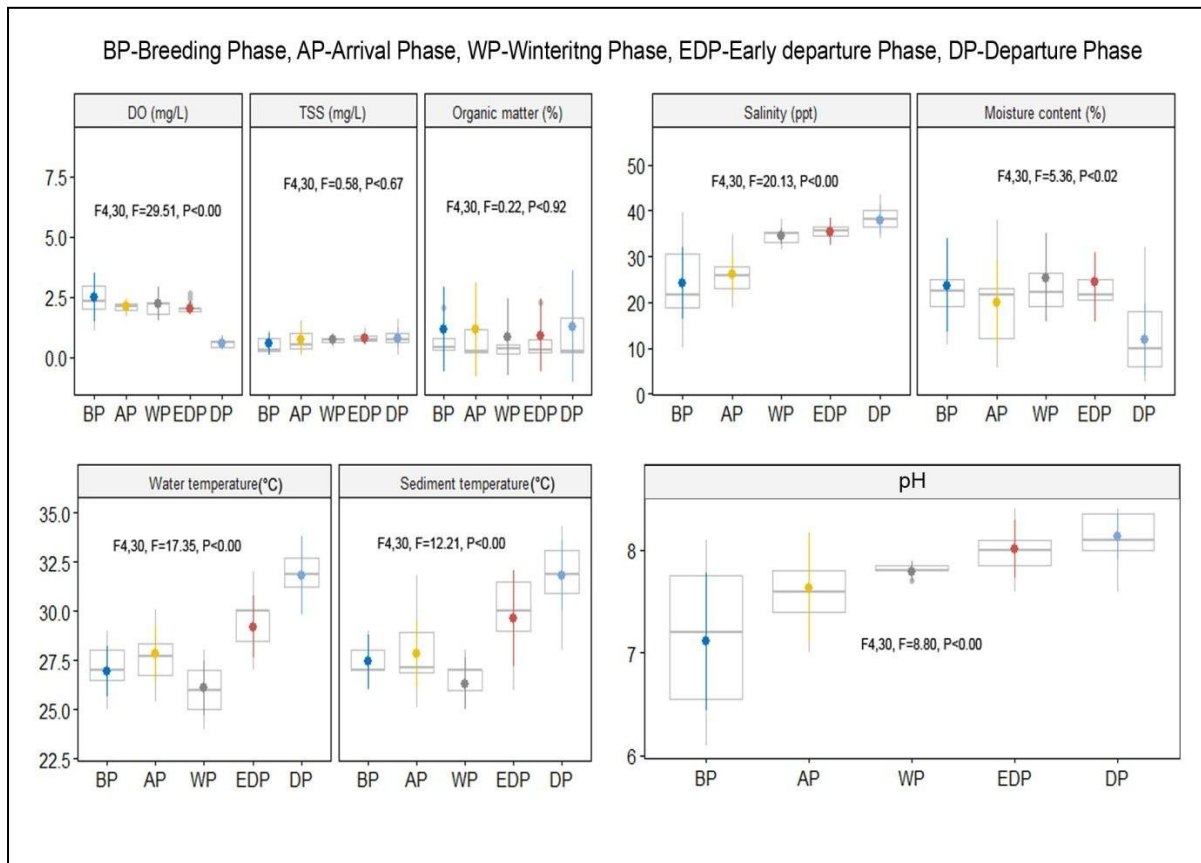 BP-Breeding Phase, AP-Arrival Phase, WP-Winteritng Phase, EDP-Early departure Phase, DP-Departure Phase
DO (mg/L) TSS (mg/L) Organic matter (%)
7.5
5.0
2.5
0.0
F4,30, F=29.51, P<0.00
F4,30, F=0.58, P<0.67
F4,30, F=0.22, P<0.92
BP AP WP EDP DP BP AP WP EDP DP BP AP WP EDP DP
Salinity (ppt) Moisture content (%)
50
40
30
20
10
0
F4,30, F=20.13, P<0.00
F4,30, F=5.36, P<0.02
BP AP WP EDP DP BP AP WP EDP DP
Water temperature(°C) Sediment temperature(°C)
35.0
32.5
30.0
27.5
25.0
22.5
F4,30, F=17.35, P<0.00
F4,30, F=12.21, P<0.00
BP AP WP EDP DP BP AP WP EDP DP
pH
8
7
6
F4,30, F=8.80, P<0.00
BP AP WP EDP DP